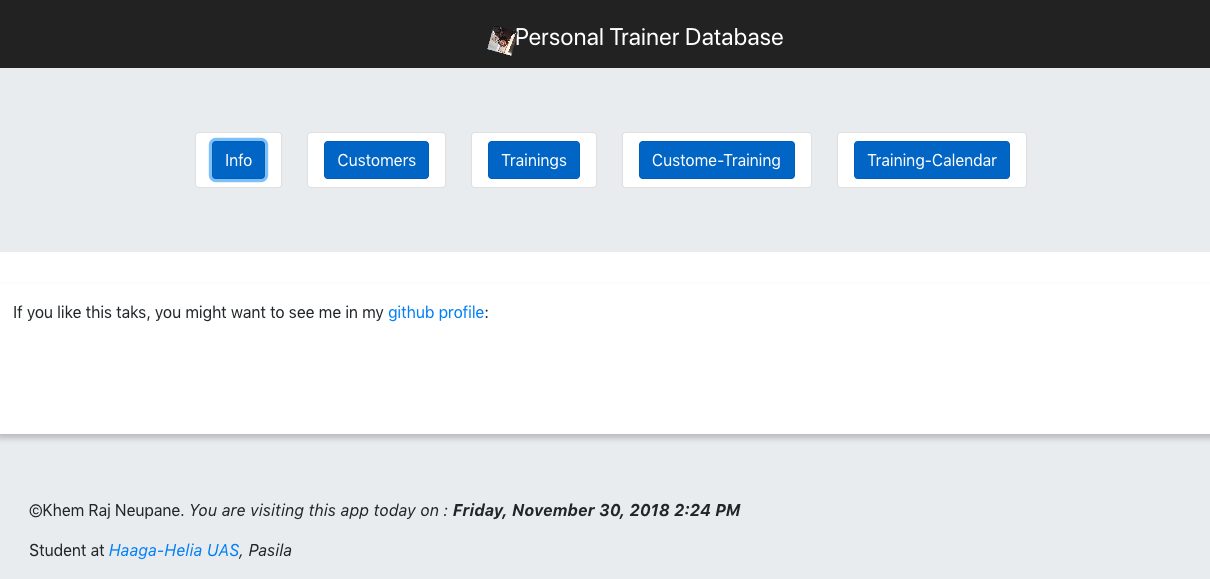 Personal Trainer Database
Info Customers Trainings Custome-Training Training-Calendar
If you like this taks, you might want to see me in my github profile:
©Khem Raj Neupane. You are visiting this app today on : Friday, November 30, 2018 2:24 PM
Student at Haaga-Helia UAS, Pasila